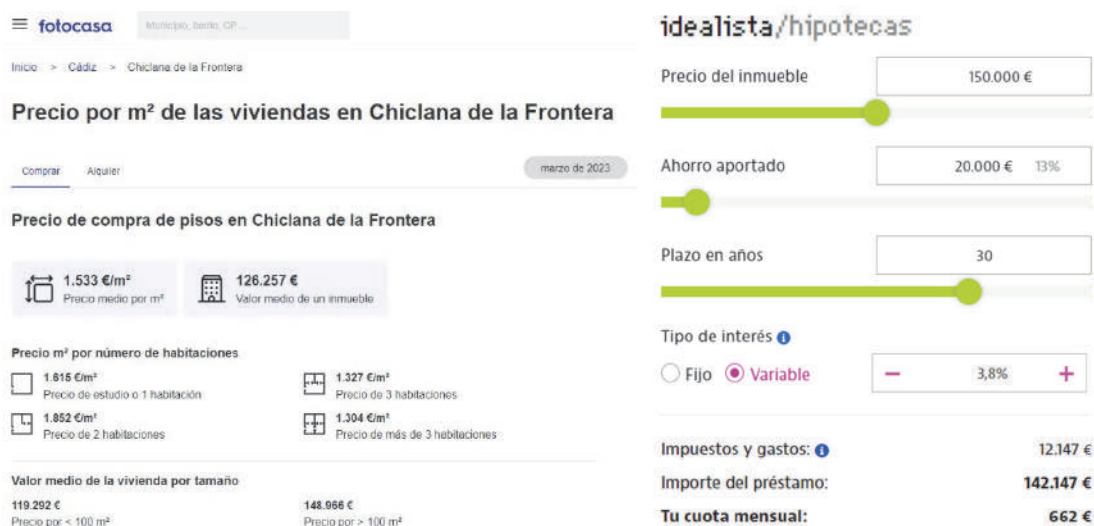 fotocasa
Municipio, barrio, CP ...
Inicio > Cádiz > Chiclana de la Frontera
Precio por m² de las viviendas en Chiclana de la Frontera
Comprar Alquiler
marzo de 2023
Precio de compra de pisos en Chiclana de la Frontera
1.533 €/m²
Precio medio por m²
126.257 €
Valor medio de un inmueble
Precio m² por número de habitaciones
1.615 €/m²
Precio de estudio o 1 habitación
1.327 €/m²
Precio de 3 habitaciones
1.852 €/m²
Precio de 2 habitaciones
1.304 €/m²
Precio de más de 3 habitaciones
Valor medio de la vivienda por tamaño
119.292 €
Precio por < 100 m²
148.966 €
Precio por > 100 m²
idealista/hipotecas
Precio del inmueble 150.000 €
Ahorro aportado 20.000 € 13%
Plazo en años 30
Tipo de interés
Fijo Variable − 3,8% +
Impuestos y gastos: 12.147 €
Importe del préstamo: 142.147 €
Tu cuota mensual: 662 €